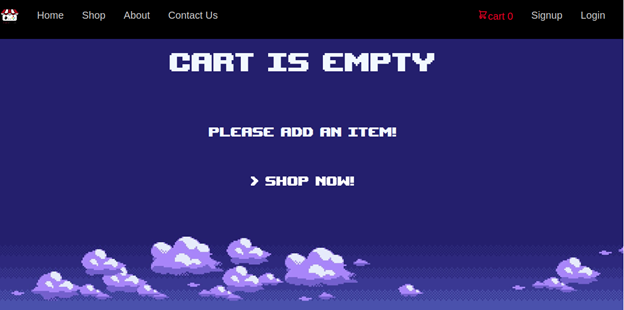 Home Shop About Contact Us cart 0 Signup Login
CART IS EMPTY
PLEASE ADD AN ITEM!
> SHOP NOW!